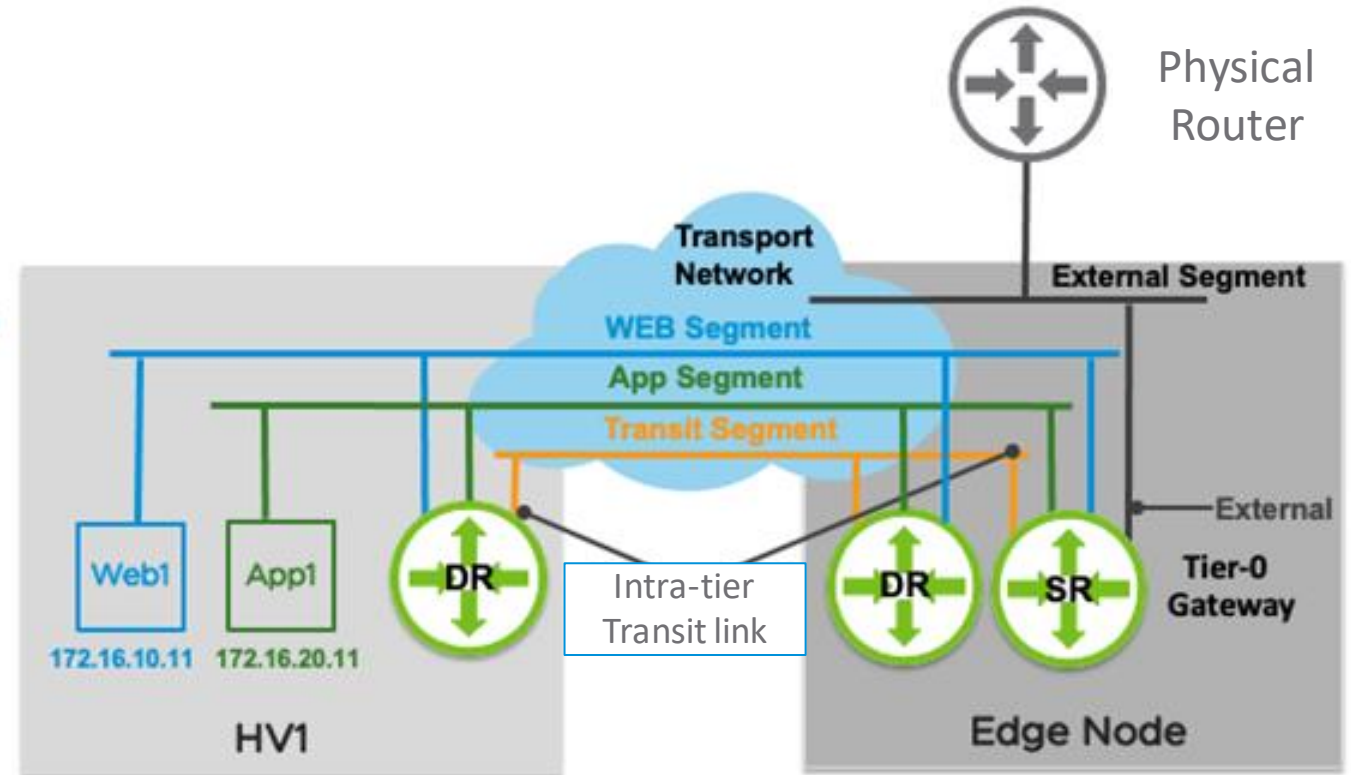 Physical
Router
Transport
Network
External Segment
WEB Segment
App Segment
Transit Segment
External
Web1
App1
DR
Intra-tier
Transit link
DR
SR
Tier-0
Gateway
172.16.10.11
172.16.20.11
HV1
Edge Node